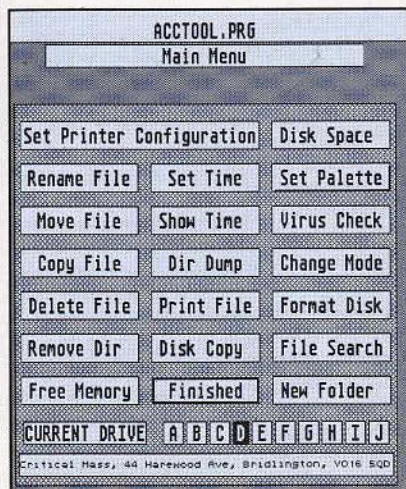 ACCTOOL.PRG
Main Menu
Set Printer Configuration Disk Space
Rename File Set Time Set Palette
Move File Show Time Virus Check
Copy File Dir Dump Change Mode
Delete File Print File Format Disk
Remove Dir Disk Copy File Search
Free Memory Finished New Folder
CURRENT DRIVE A B C D E F G H I J
Critical Mass, 44 Harewood Ave, Bridlington, YO16 5QD